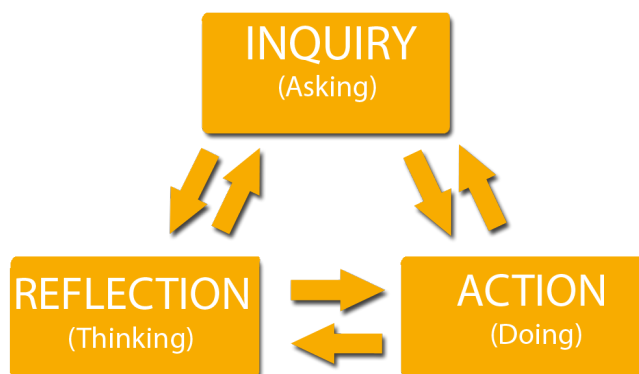 INQUIRY
(Asking)
REFLECTION
(Thinking)
ACTION
(Doing)